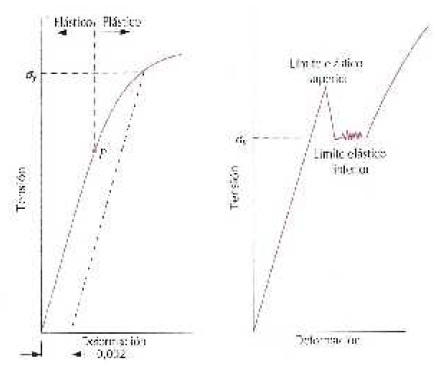 Elástico Plástico
σy
P
Tensión
Deformación
0,002
Límite elástico
superior
σy
Límite elástico
inferior
Tensión
Deformación